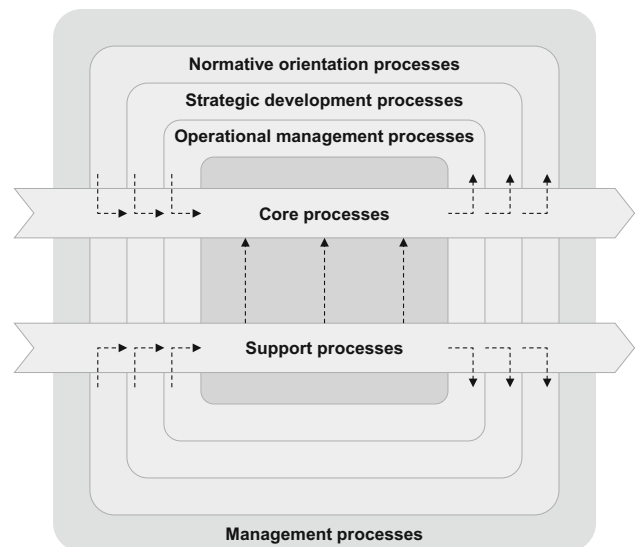 Normative orientation processes
Strategic development processes
Operational management processes
Core processes
Support processes
Management processes